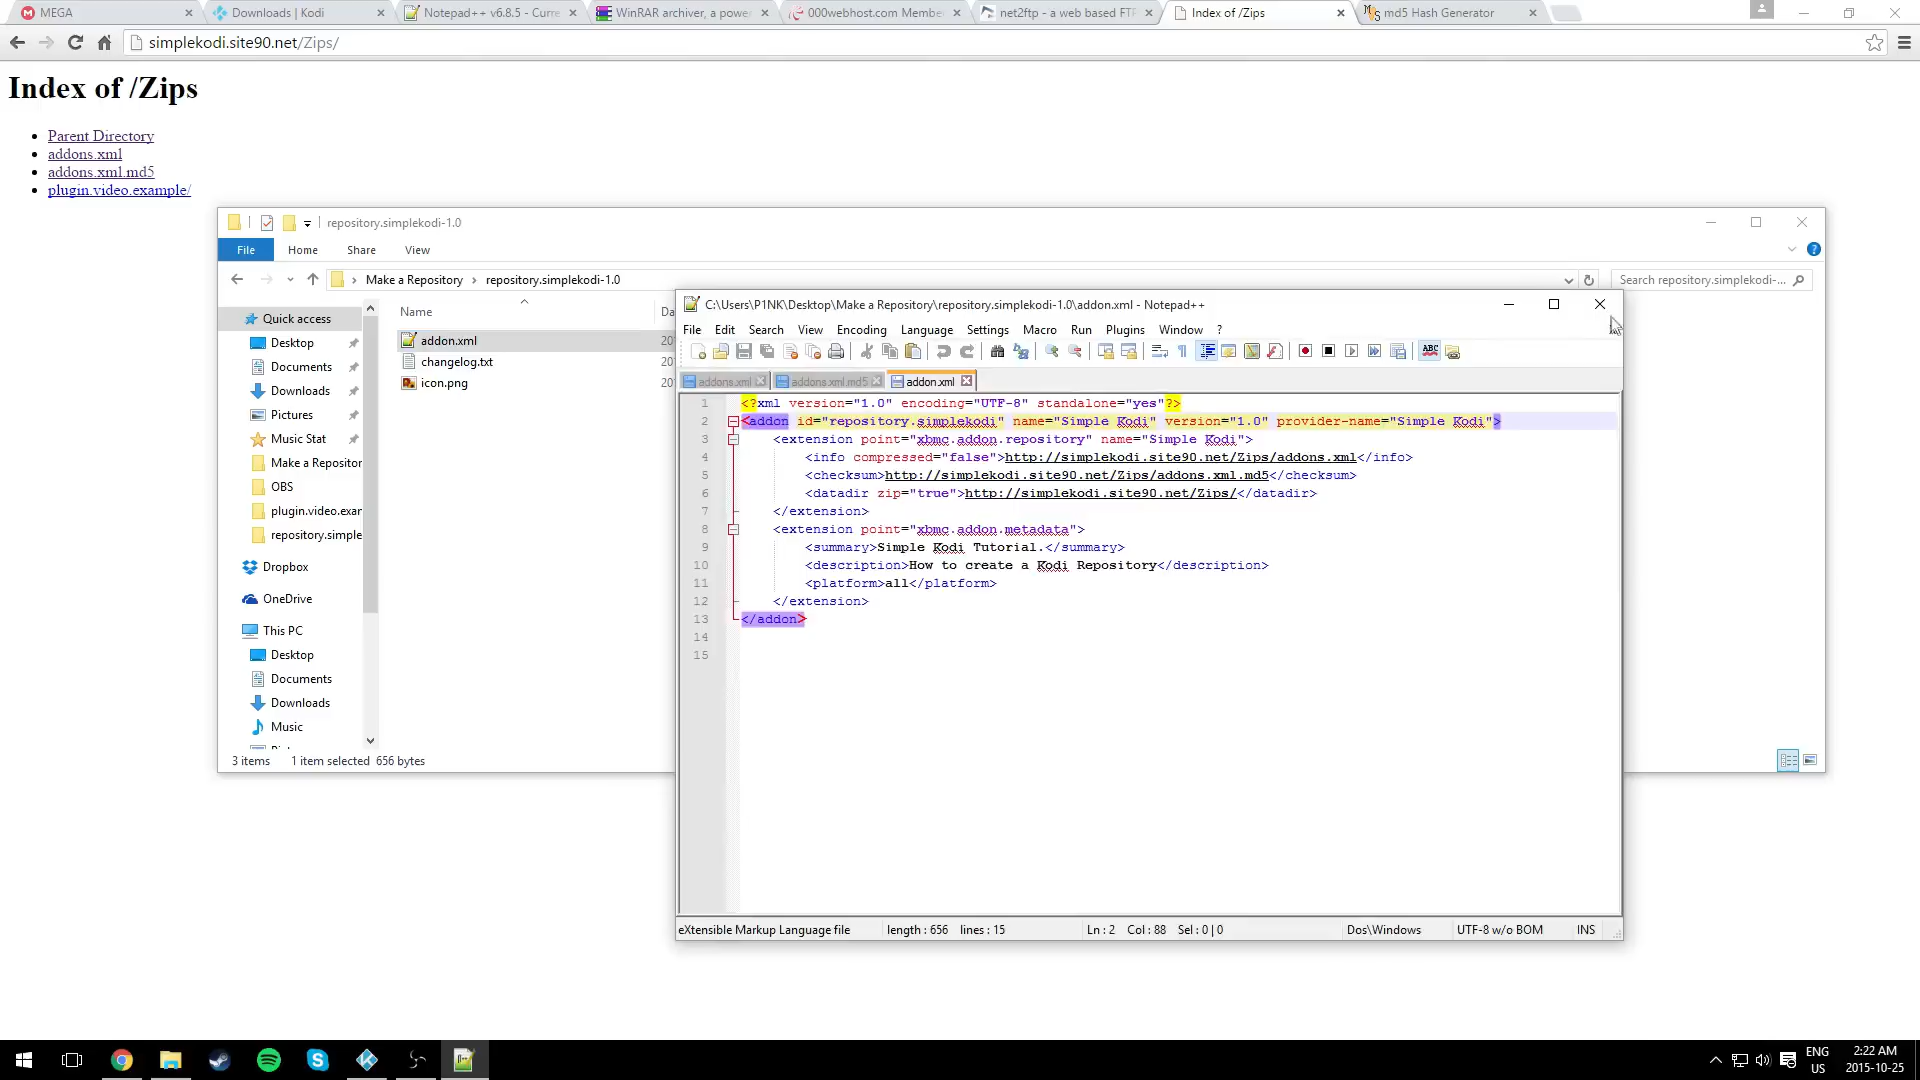 MEGA
Downloads | Kodi
Notepad++ v6.8.5 - Curre
WinRAR archiver, a powe
000webhost.com Membe
net2ftp - a web based FTP
Index of /Zips
md5 Hash Generator
simplekodi.site90.net/Zips/
Index of /Zips
Parent Directory
addons.xml
addons.xml.md5
plugin.video.example/
repository.simplekodi-1.0
File Home Share View
Make a Repository > repository.simplekodi-1.0
Search repository.simplekodi-...
Quick access
Desktop
Documents
Downloads
Pictures
Music Stat
Make a Repositor
OBS
plugin.video.exar
repository.simple
Dropbox
OneDrive
This PC
Desktop
Documents
Downloads
Music
Name
Da
addon.xml
20
changelog.txt
20
icon.png
20
3 items 1 item selected 656 bytes
C:\Users\P1NK\Desktop\Make a Repository\repository.simplekodi-1.0\addon.xml - Notepad++
File Edit Search View Encoding Language Settings Macro Run Plugins Window ?
ABC
addons.xml addons.xml.md5 addon.xml
1 <?xml version="1.0" encoding="UTF-8" standalone="yes"?>
2 <addon id="repository.simplekodi" name="Simple Kodi" version="1.0" provider-name="Simple Kodi">
3 <extension point="xbmc.addon.repository" name="Simple Kodi">
4 <info compressed="false">http://simplekodi.site90.net/Zips/addons.xml</info>
5 <checksum>http://simplekodi.site90.net/Zips/addons.xml.md5</checksum>
6 <datadir zip="true">http://simplekodi.site90.net/Zips/</datadir>
7 </extension>
8 <extension point="xbmc.addon.metadata">
9 <summary>Simple Kodi Tutorial.</summary>
10 <description>How to create a Kodi Repository</description>
11 <platform>all</platform>
12 </extension>
13 </addon>
14
15
eXtensible Markup Language file length : 656 lines : 15 Ln : 2 Col : 88 Sel : 0 | 0 Dos\Windows UTF-8 w/o BOM INS
ENG
US
2:22 AM
2015-10-25